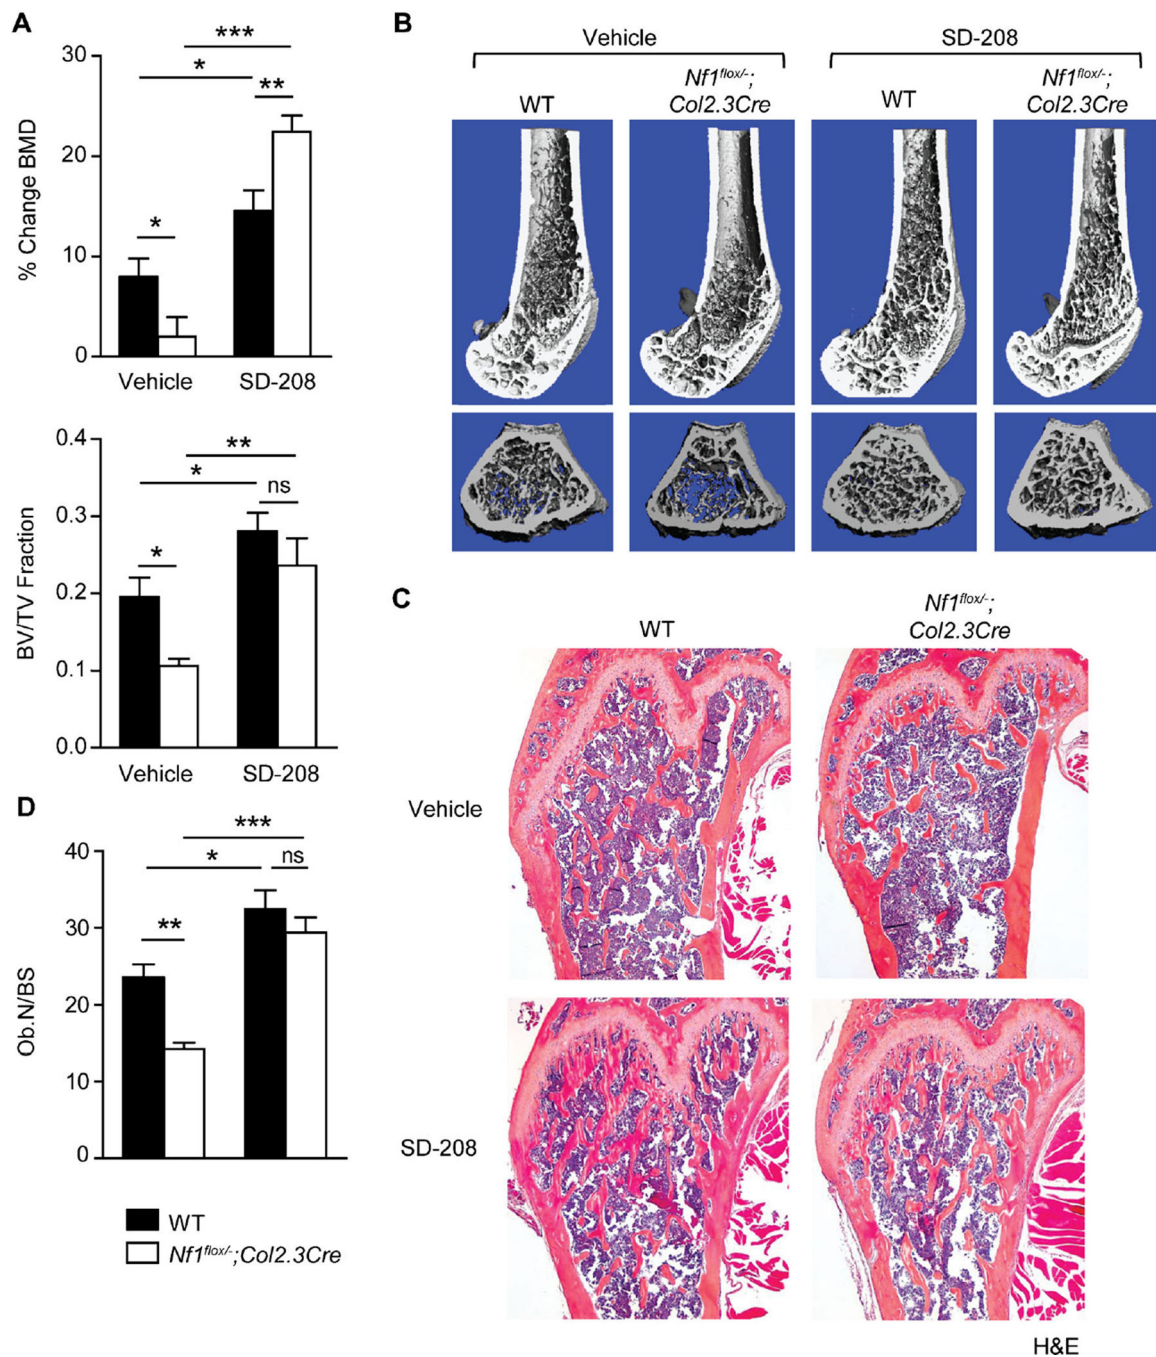 A
% Change BMD
30
20
10
0
***
*
**
*
Vehicle
SD-208
BV/TV Fraction
0.4
0.3
0.2
0.1
0.0
**
*
ns
*
Vehicle
SD-208
D
Ob.N/BS
40
30
20
10
0
***
*
ns
**
WT
Nf1flox/-;Col2.3Cre
B
Vehicle
SD-208
WT
Nf1flox/-;
Col2.3Cre
WT
Nf1flox/-;
Col2.3Cre
C
WT
Nf1flox/-;
Col2.3Cre
Vehicle
SD-208
H&E